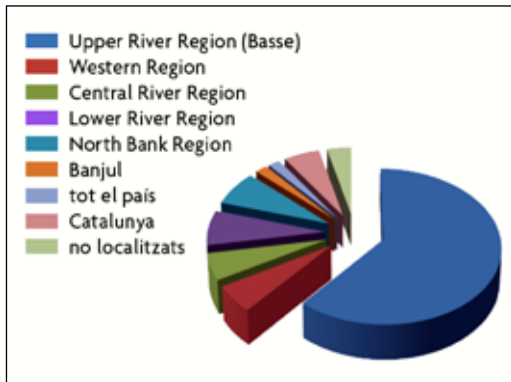 Upper River Region (Basse)
Western Region
Central River Region
Lower River Region
North Bank Region
Banjul
tot el país
Catalunya
no localitzats